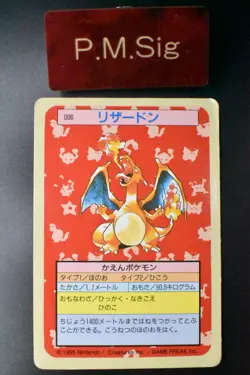 P.M.Sig
006
リザードン
かえんポケモン
タイプ1/ほのお タイプ2/ひこう
たかさ/1.7メートル おもさ/90.5キログラム
おもなわざ/ひっかく・なきごえ
ひのこ
ちじょう1400メートルまではねをつかってとぶ
ことができる。こうねつのほのおをはく。
© 1995 Nintendo / Creatures inc. / GAME FREAK inc.